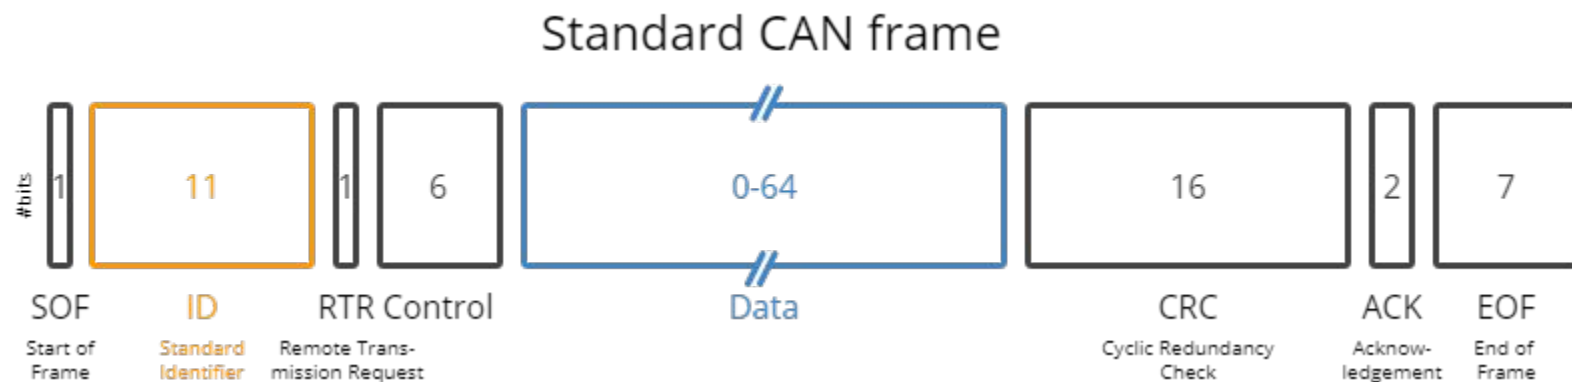 Standard CAN frame
#bits
1
11
1
6
0-64
16
2
7
SOF
ID
RTR Control
Data
CRC
ACK
EOF
Start of
Frame
Standard
Identifier
Remote Trans-
mission Request
Cyclic Redundancy
Check
Acknow-
ledgement
End of
Frame